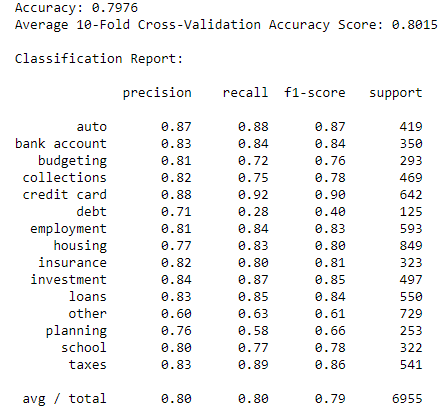 Accuracy: 0.7976
Average 10-Fold Cross-Validation Accuracy Score: 0.8015
Classification Report:
precision recall f1-score support
auto 0.87 0.88 0.87 419
bank account 0.83 0.84 0.84 350
budgeting 0.81 0.72 0.76 293
collections 0.82 0.75 0.78 469
credit card 0.88 0.92 0.90 642
debt 0.71 0.28 0.40 125
employment 0.81 0.84 0.83 593
housing 0.77 0.83 0.80 849
insurance 0.82 0.80 0.81 323
investment 0.84 0.87 0.85 497
loans 0.83 0.85 0.84 550
other 0.60 0.63 0.61 729
planning 0.76 0.58 0.66 253
school 0.80 0.77 0.78 322
taxes 0.83 0.89 0.86 541
avg / total 0.80 0.80 0.79 6955